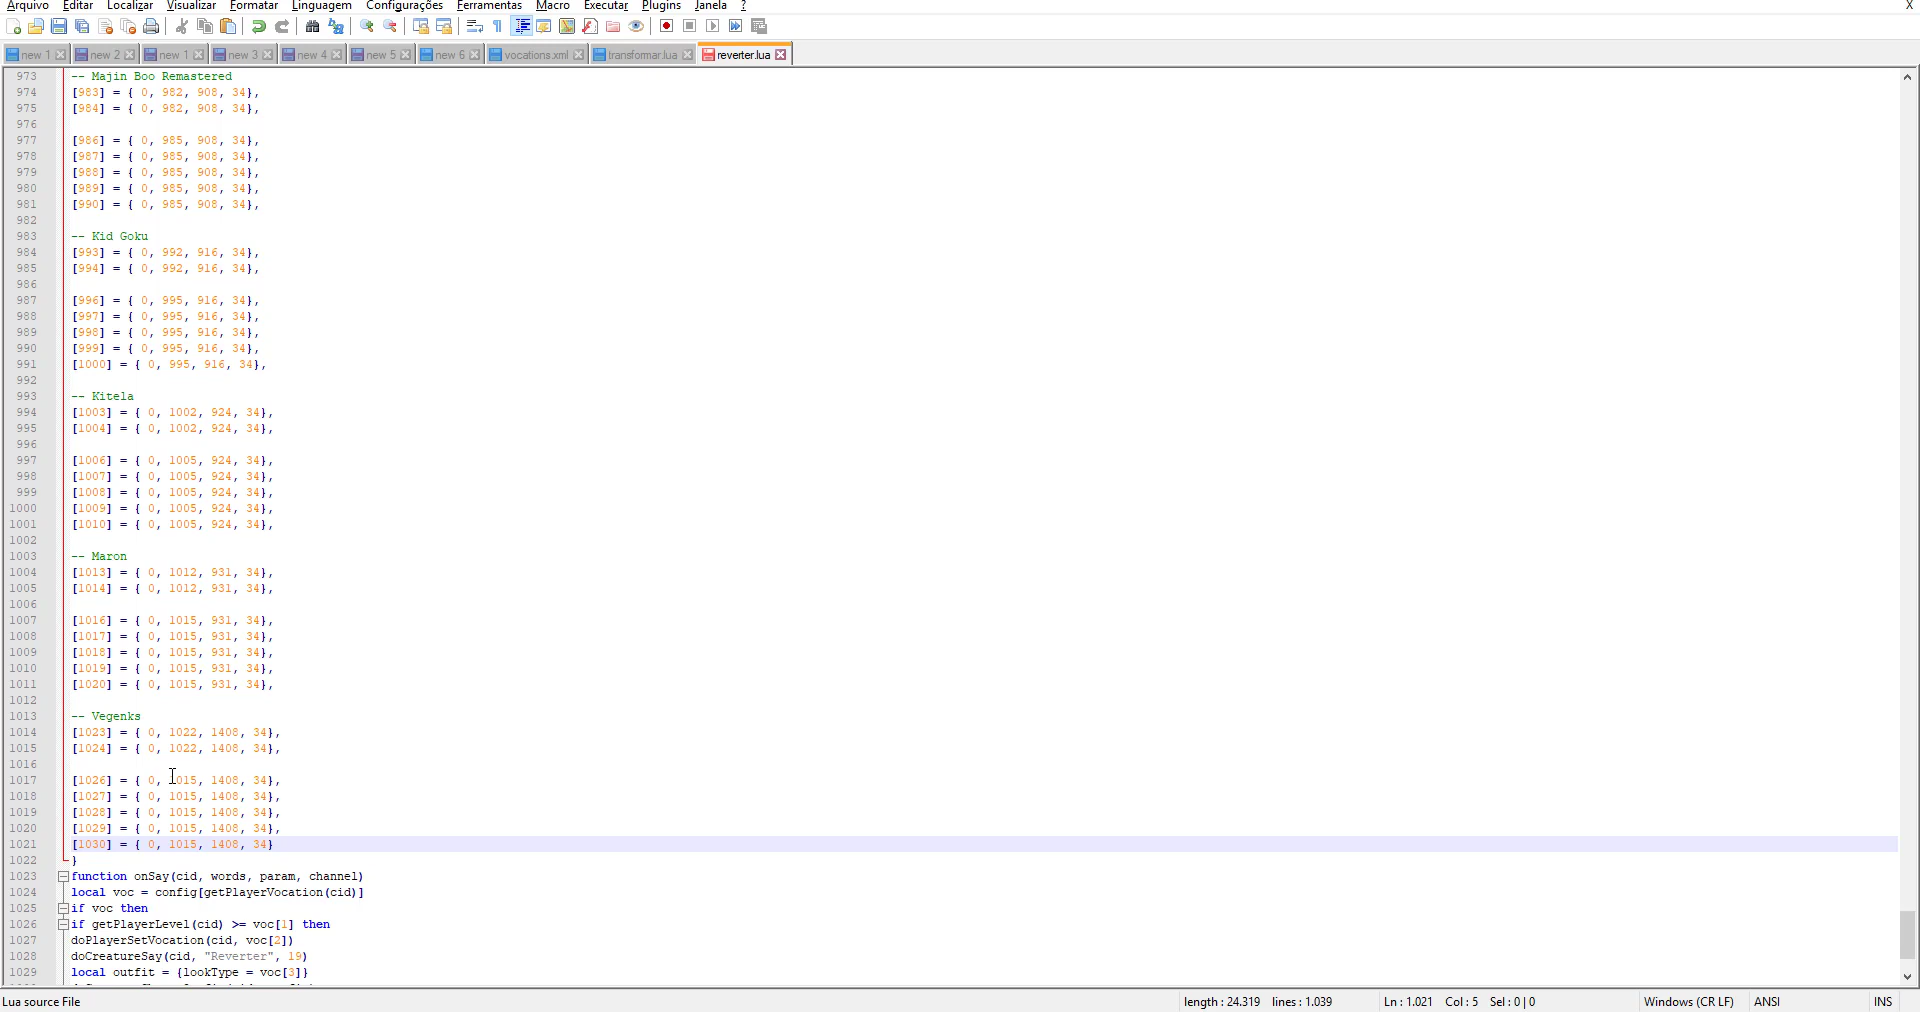 Arquivo Editar Localizar Visualizar Formatar Linguagem Configurações Ferramentas Macro Executar Plugins Janela ? X
new 1 new 2 new 1 new 3 new 4 new 5 new 6 vocations.xml transformar.lua reverter.lua
973 -- Majin Boo Remastered
974 [983] = { 0, 982, 908, 34},
975 [984] = { 0, 982, 908, 34},
976
977 [986] = { 0, 985, 908, 34},
978 [987] = { 0, 985, 908, 34},
979 [988] = { 0, 985, 908, 34},
980 [989] = { 0, 985, 908, 34},
981 [990] = { 0, 985, 908, 34},
982
983 -- Kid Goku
984 [993] = { 0, 992, 916, 34},
985 [994] = { 0, 992, 916, 34},
986
987 [996] = { 0, 995, 916, 34},
988 [997] = { 0, 995, 916, 34},
989 [998] = { 0, 995, 916, 34},
990 [999] = { 0, 995, 916, 34},
991 [1000] = { 0, 995, 916, 34},
992
993 -- Kitela
994 [1003] = { 0, 1002, 924, 34},
995 [1004] = { 0, 1002, 924, 34},
996
997 [1006] = { 0, 1005, 924, 34},
998 [1007] = { 0, 1005, 924, 34},
999 [1008] = { 0, 1005, 924, 34},
1000 [1009] = { 0, 1005, 924, 34},
1001 [1010] = { 0, 1005, 924, 34},
1002
1003 -- Maron
1004 [1013] = { 0, 1012, 931, 34},
1005 [1014] = { 0, 1012, 931, 34},
1006
1007 [1016] = { 0, 1015, 931, 34},
1008 [1017] = { 0, 1015, 931, 34},
1009 [1018] = { 0, 1015, 931, 34},
1010 [1019] = { 0, 1015, 931, 34},
1011 [1020] = { 0, 1015, 931, 34},
1012
1013 -- Vegenks
1014 [1023] = { 0, 1022, 1408, 34},
1015 [1024] = { 0, 1022, 1408, 34},
1016
1017 [1026] = { 0, 1015, 1408, 34},
1018 [1027] = { 0, 1015, 1408, 34},
1019 [1028] = { 0, 1015, 1408, 34},
1020 [1029] = { 0, 1015, 1408, 34},
1021 [1030] = { 0, 1015, 1408, 34}
1022 }
1023 function onSay(cid, words, param, channel)
1024 local voc = config[getPlayerVocation(cid)]
1025 if voc then
1026 if getPlayerLevel(cid) >= voc[1] then
1027 doPlayerSetVocation(cid, voc[2])
1028 doCreatureSay(cid, "Reverter", 19)
1029 local outfit = {lookType = voc[3]}
Lua source File length : 24.319 lines : 1.039 Ln : 1.021 Col : 5 Sel : 0 | 0 Windows (CR LF) ANSI INS